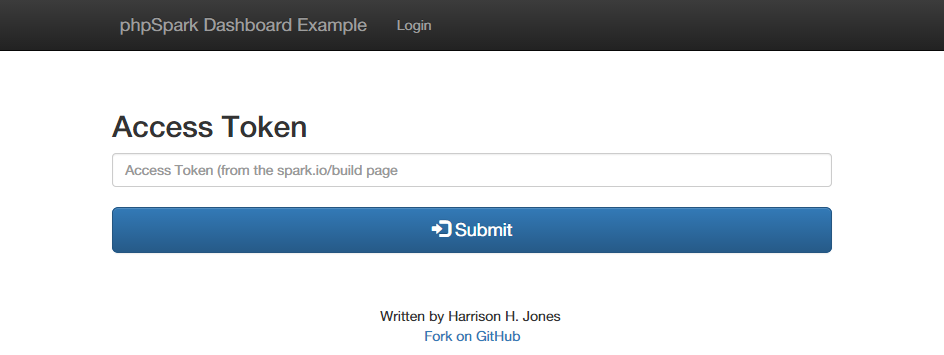 phpSpark Dashboard Example Login
Access Token
Access Token (from the spark.io/build page
Submit
Written by Harrison H. Jones
Fork on GitHub